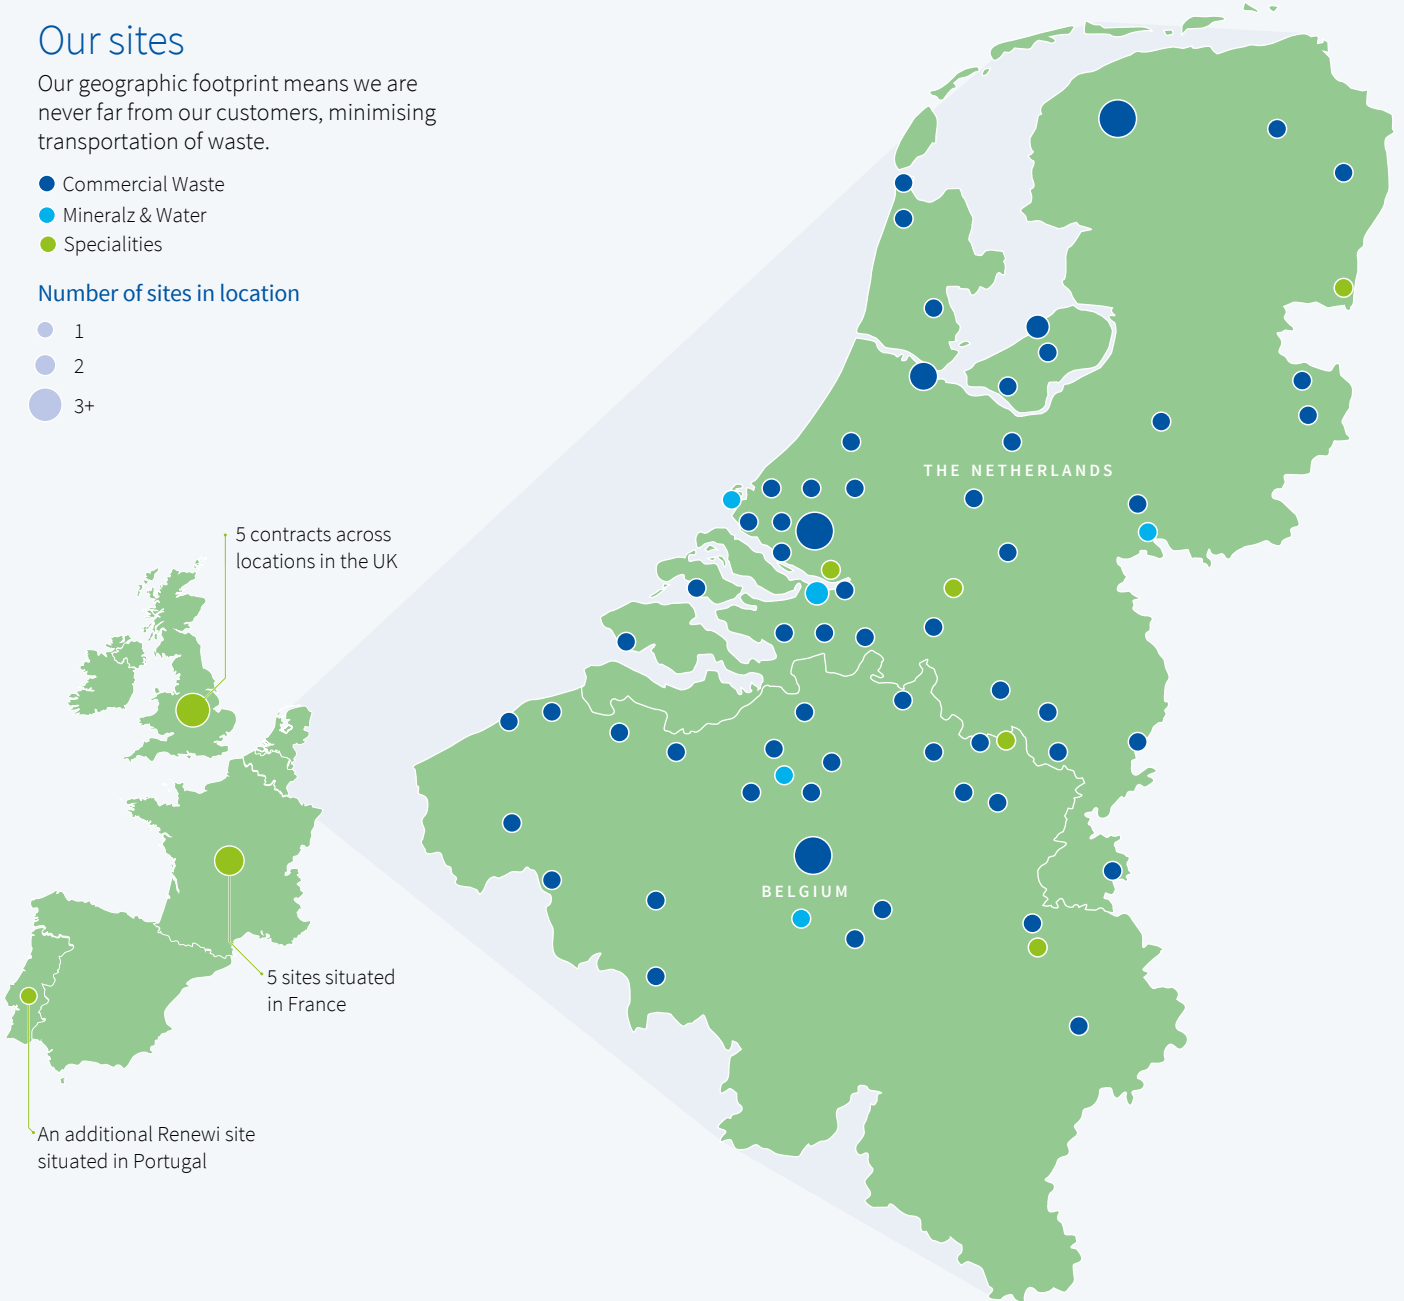 Our sites
Our geographic footprint means we are
never far from our customers, minimising
transportation of waste.
Commercial Waste
Mineralz & Water
Specialities
Number of sites in location
1
2
3+
THE NETHERLANDS
5 contracts across
locations in the UK
BELGIUM
5 sites situated
in France
An additional Renewi site
situated in Portugal